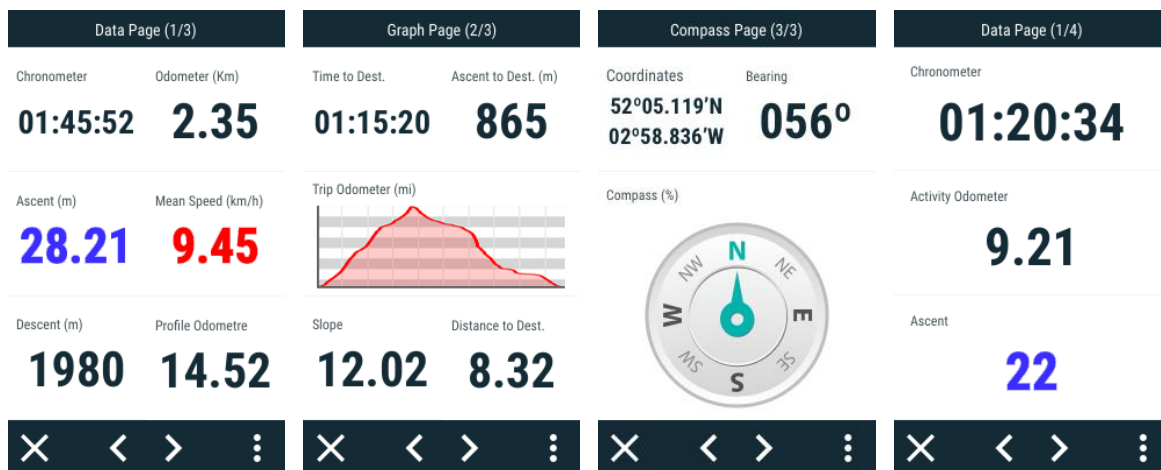 Data Page (1/3)
Chronometer Odometer (Km)
01:45:52 2.35
Ascent (m) Mean Speed (km/h)
28.21 9.45
Descent (m) Profile Odometre
1980 14.52
Graph Page (2/3)
Time to Dest. Ascent to Dest. (m)
01:15:20 865
Trip Odometer (mi)
Slope Distance to Dest.
12.02 8.32
Compass Page (3/3)
Coordinates Bearing
52º05.119'N
02º58.836'W
056º
Compass (%)
N
NW NE
W E
SW SE
S
Data Page (1/4)
Chronometer
01:20:34
Activity Odometer
9.21
Ascent
22